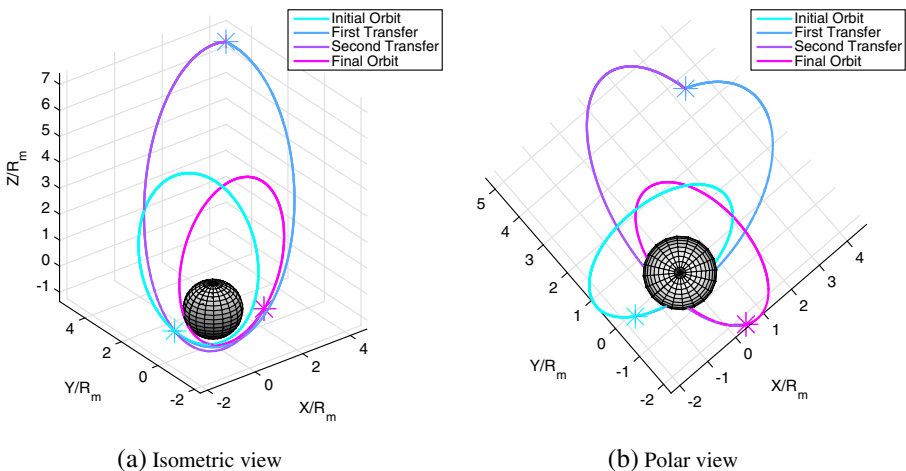 Initial Orbit
First Transfer
Second Transfer
Final Orbit
7
6
5
4
3
2
1
0
-1
Z/R_m
4
2
0
-2
Y/R_m
-2
0
2
4
X/R_m
(a) Isometric view
Initial Orbit
First Transfer
Second Transfer
Final Orbit
5
4
3
2
1
0
-1
-2
Y/R_m
-2
-1
0
1
2
3
4
X/R_m
(b) Polar view